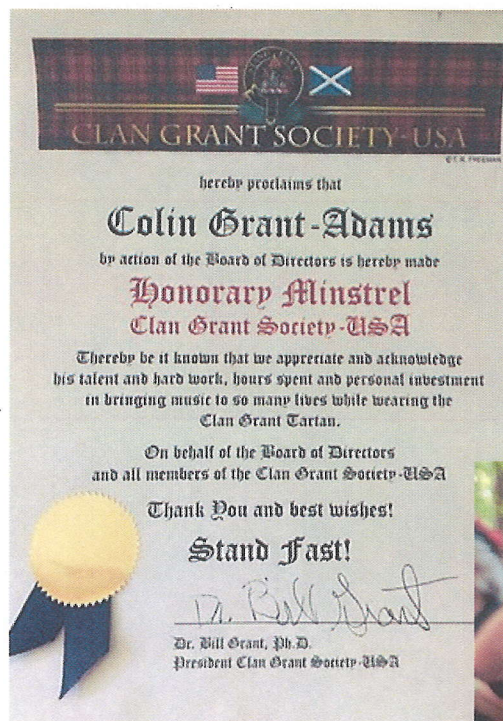 CLAN GRANT SOCIETY-USA
© T. R. FREEMAN
hereby proclaims that
Colin Grant-Adams
by action of the Board of Directors is hereby made
Honorary Minstrel
Clan Grant Society-USA
Thereby be it known that we appreciate and acknowledge
his talent and hard work, hours spent and personal investment
in bringing music to so many lives while wearing the
Clan Grant Tartan.
On behalf of the Board of Directors
and all members of the Clan Grant Society-USA
Thank You and best wishes!
Stand Fast!
Dr. Bill Grant
Dr. Bill Grant, Ph.D.
President Clan Grant Society-USA